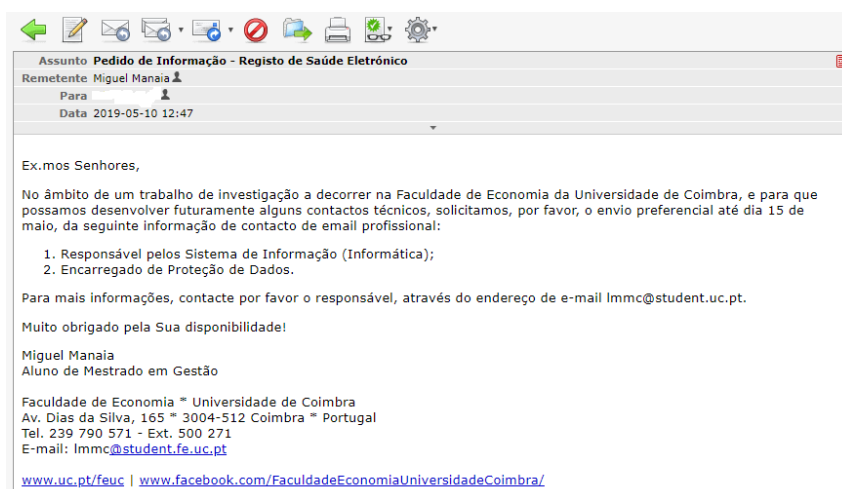 Assunto Pedido de Informação - Registo de Saúde Eletrónico
Remetente Miguel Manaia
Para
Data 2019-05-10 12:47
Ex.mos Senhores,
No âmbito de um trabalho de investigação a decorrer na Faculdade de Economia da Universidade de Coimbra, e para que
possamos desenvolver futuramente alguns contactos técnicos, solicitamos, por favor, o envio preferencial até dia 15 de
maio, da seguinte informação de contacto de email profissional:
1. Responsável pelos Sistema de Informação (Informática);
2. Encarregado de Proteção de Dados.
Para mais informações, contacte por favor o responsável, através do endereço de e-mail lmmc@student.uc.pt.
Muito obrigado pela Sua disponibilidade!
Miguel Manaia
Aluno de Mestrado em Gestão
Faculdade de Economia * Universidade de Coimbra
Av. Dias da Silva, 165 * 3004-512 Coimbra * Portugal
Tel. 239 790 571 - Ext. 500 271
E-mail: lmmc@student.fe.uc.pt
www.uc.pt/feuc | www.facebook.com/FaculdadeEconomiaUniversidadeCoimbra/